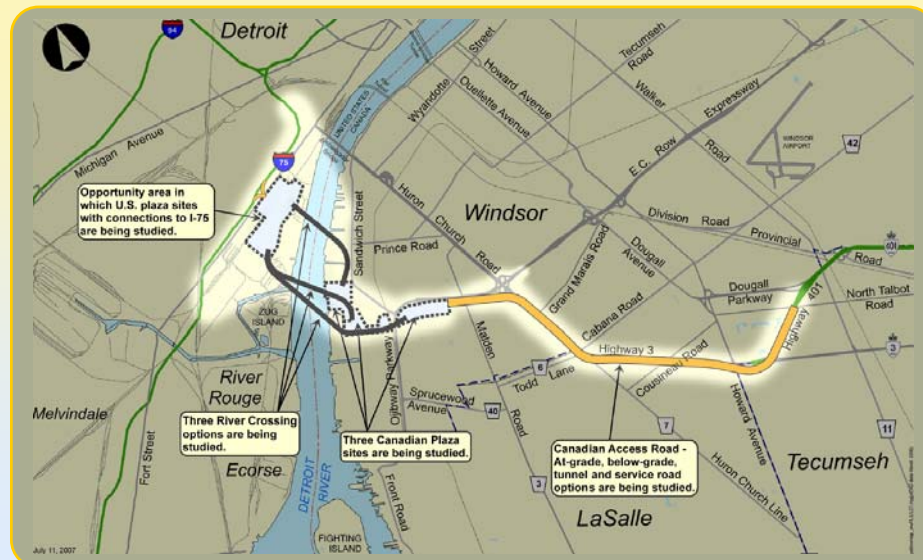 Detroit
94
75
Michigan Avenue
UNITED STATES
CANADA
Wyandotte Street
Ouellette Avenue
Howard Avenue
Tecumseh Road
Walker Road
E.C. Row Expressway
WINDSOR
AIRPORT
42
Opportunity area in
which U.S. plaza sites
with connections to I-75
are being studied.
Sandwich Street
Huron Church Road
Windsor
Prince Road
Grand Marais Road
Dougall Avenue
Division Road
Provincial Road
401
Dougall
Parkway
Highway 401
North Talbot
Road
ZUG
ISLAND
Malden Road
Cabana Road
Highway 3
Cousineau Road
3
Todd Lane
6
River
Rouge
Melvindale
Ojibway Parkway
Sprucewood
Avenue
40
7
Howard Avenue
11
Three River Crossing
options are being
studied.
Three Canadian Plaza
sites are being studied.
Canadian Access Road -
At-grade, below-grade,
tunnel and service road
options are being studied.
Fort Street
Ecorse
DETROIT
RIVER
Front Road
3
Huron Church Line
Tecumseh
LaSalle
FIGHTING
ISLAND
July 11, 2007